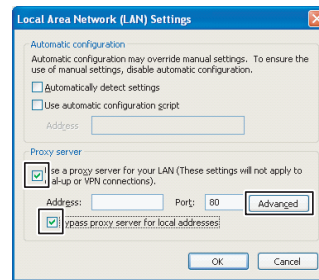 Local Area Network (LAN) Settings
Automatic configuration
Automatic configuration may override manual settings. To ensure the
use of manual settings, disable automatic configuration.
Automatically detect settings
Use automatic configuration script
Address
Proxy server
se a proxy server for your LAN (These settings will not apply to
al-up or VPN connections).
Address:
Port: 80
Advanced
ypass proxy server for local addresses
OK
Cancel